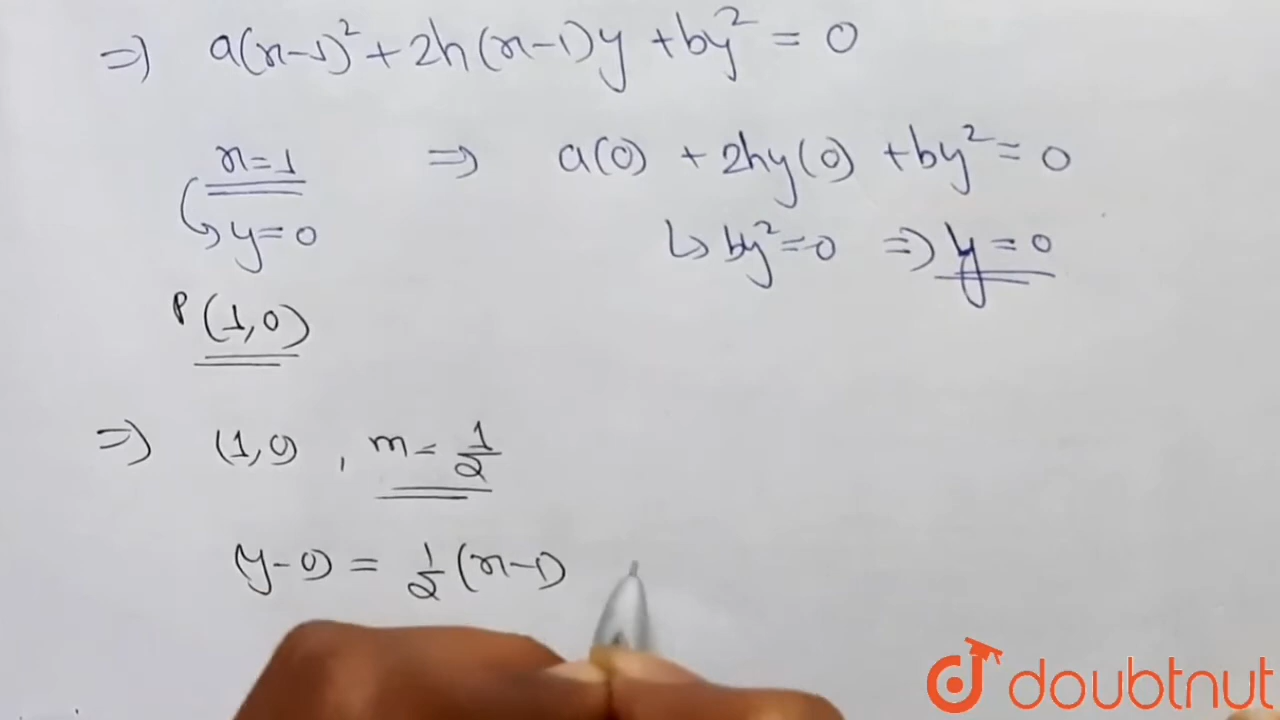 ⇒ a(x-1)² + 2h(x-1)y + by² = 0
x=1 ⇒ a(0) + 2hy(0) + by² = 0
↳ y=0 ↳ by²=0 ⇒ y=0
P (1,0)
⇒ (1,0) , m = 1/2
(y-0) = 1/2 (x-1)
doubtnut